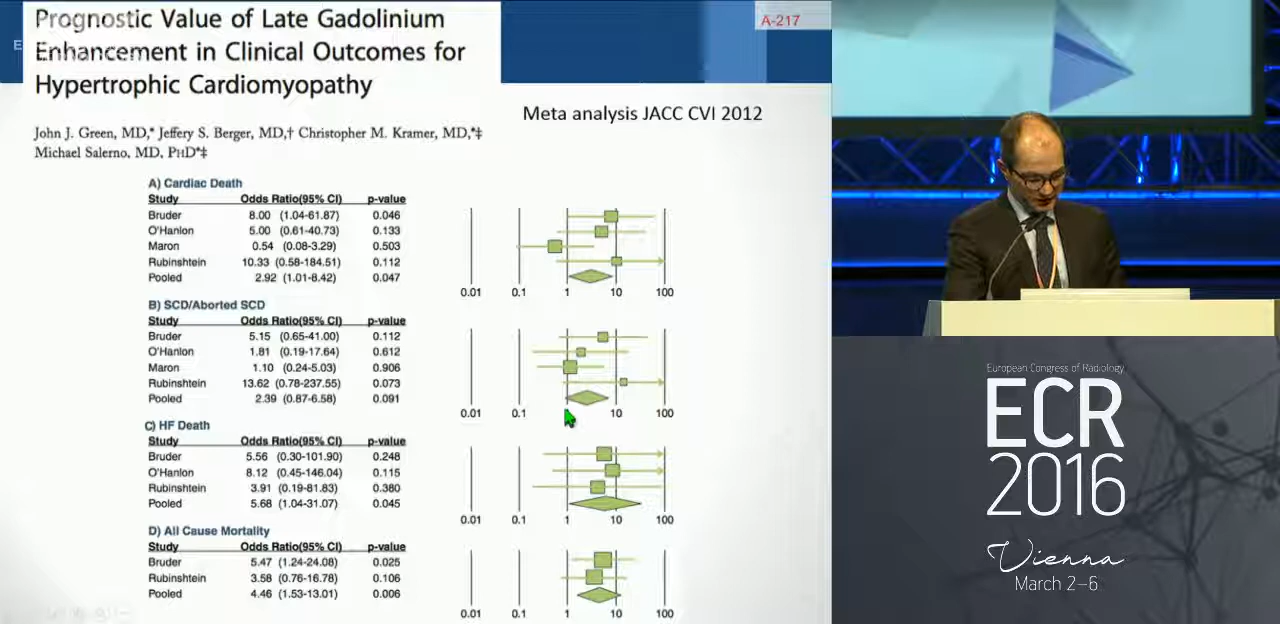 Prognostic Value of Late Gadolinium
Enhancement in Clinical Outcomes for
Hypertrophic Cardiomyopathy
A-217
Meta analysis JACC CVI 2012
John J. Green, MD,* Jeffery S. Berger, MD,† Christopher M. Kramer, MD,*‡
Michael Salerno, MD, PHD*‡
A) Cardiac Death
Study Odds Ratio(95% CI) p-value
Bruder 8.00 (1.04-61.87) 0.046
O'Hanlon 5.00 (0.61-40.73) 0.133
Maron 0.54 (0.08-3.29) 0.503
Rubinshtein 10.33 (0.58-184.51) 0.112
Pooled 2.92 (1.01-8.42) 0.047
0.01 0.1 1 10 100
B) SCD/Aborted SCD
Study Odds Ratio(95% CI) p-value
Bruder 5.15 (0.65-41.00) 0.112
O'Hanlon 1.81 (0.19-17.64) 0.612
Maron 1.10 (0.24-5.03) 0.906
Rubinshtein 13.62 (0.78-237.55) 0.073
Pooled 2.39 (0.87-6.58) 0.091
0.01 0.1 1 10 100
C) HF Death
Study Odds Ratio(95% CI) p-value
Bruder 5.56 (0.30-101.90) 0.248
O'Hanlon 8.12 (0.45-146.04) 0.115
Rubinshtein 3.91 (0.19-81.83) 0.380
Pooled 5.68 (1.04-31.07) 0.045
0.01 0.1 1 10 100
D) All Cause Mortality
Study Odds Ratio(95% CI) p-value
Bruder 5.47 (1.24-24.08) 0.025
Rubinshtein 3.58 (0.76-16.78) 0.106
Pooled 4.46 (1.53-13.01) 0.006
0.01 0.1 1 10 100
European Congress of Radiology
ECR
2016
Vienna
March 2–6